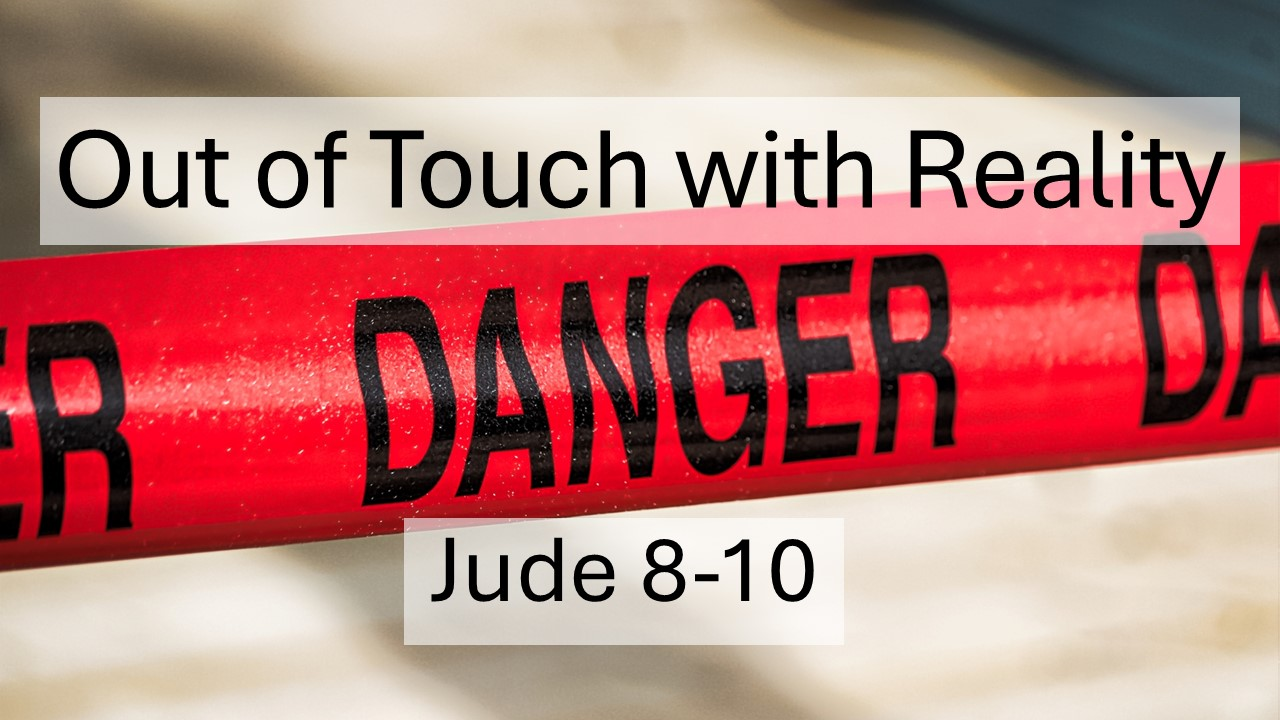 Out of Touch with Reality
ER DANGER DA
Jude 8-10